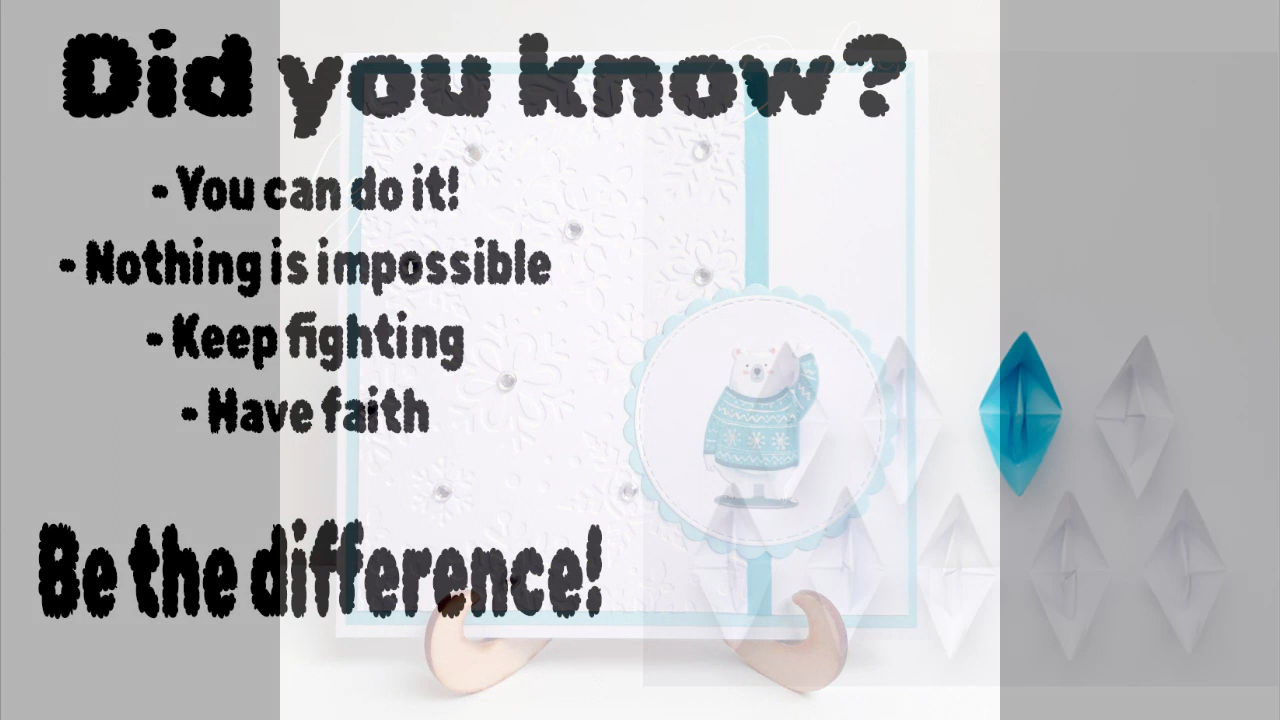 Did you know?
- You can do it!
- Nothing is impossible
- Keep fighting
- Have faith
Be the difference!